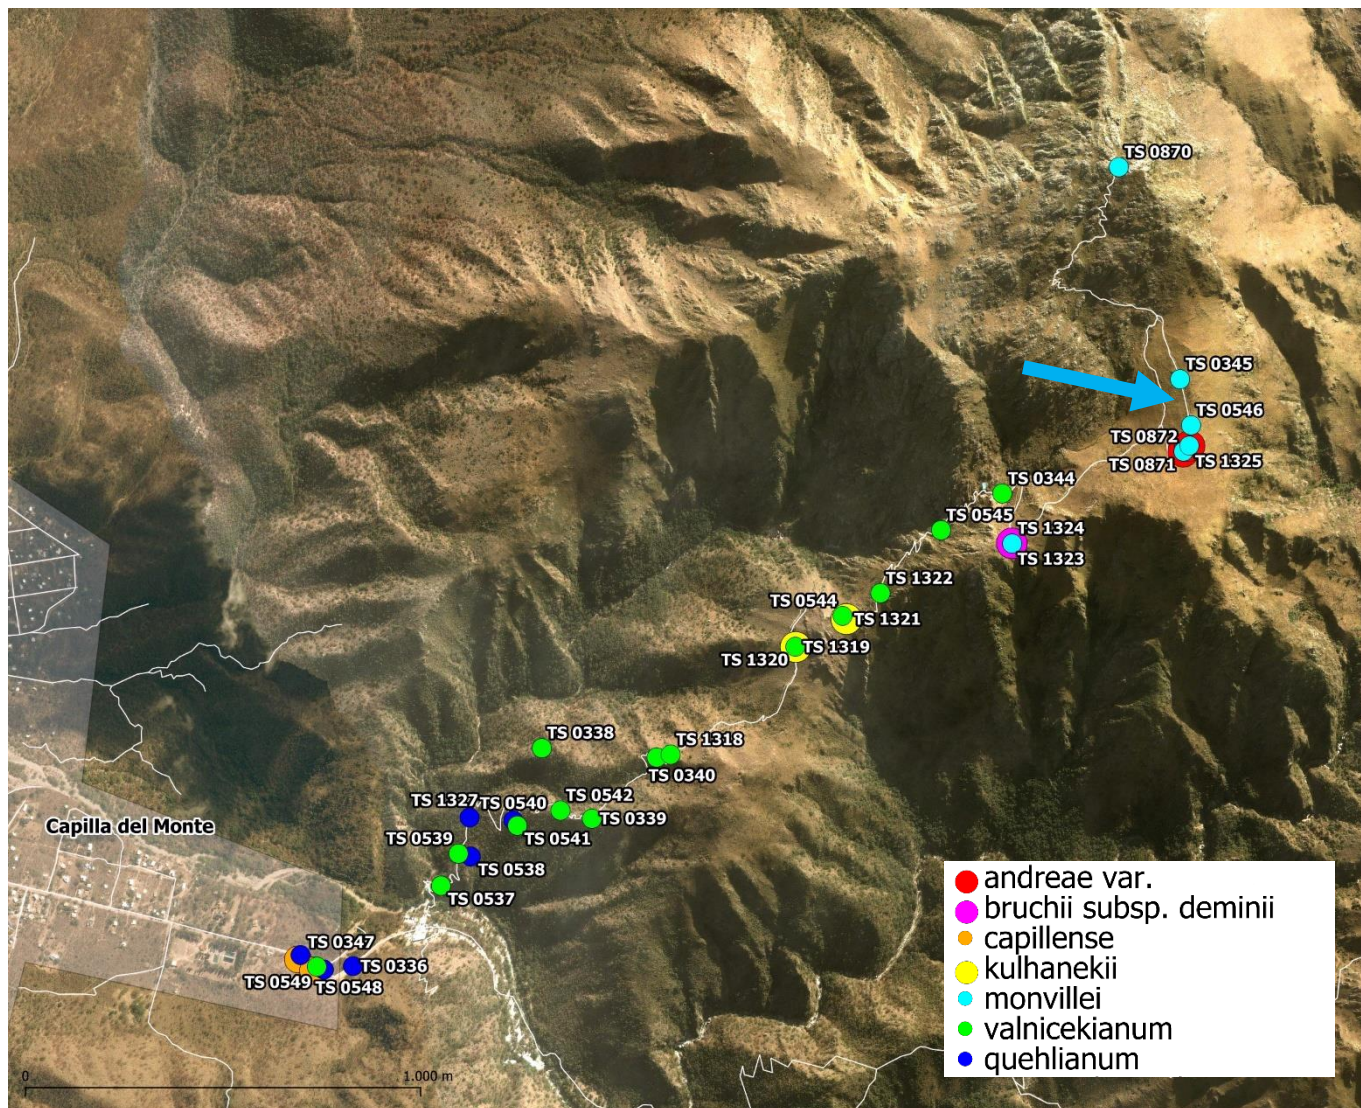 TS 0870
TS 0345
TS 0546
TS 0872
TS 0871
TS 1325
TS 0344
TS 0545
TS 1324
TS 1323
TS 1322
TS 0544
TS 1321
TS 1319
TS 1320
TS 0338
TS 1318
TS 0340
TS 0542
TS 1327
TS 0540
TS 0339
Capilla del Monte
TS 0541
TS 0539
TS 0538
TS 0537
TS 0347
TS 0336
TS 0549
TS 0548
0
1.000 m
andreae var.
bruchii subsp. deminii
capillense
kulhanekii
monvillei
valnicekianum
quehlianum